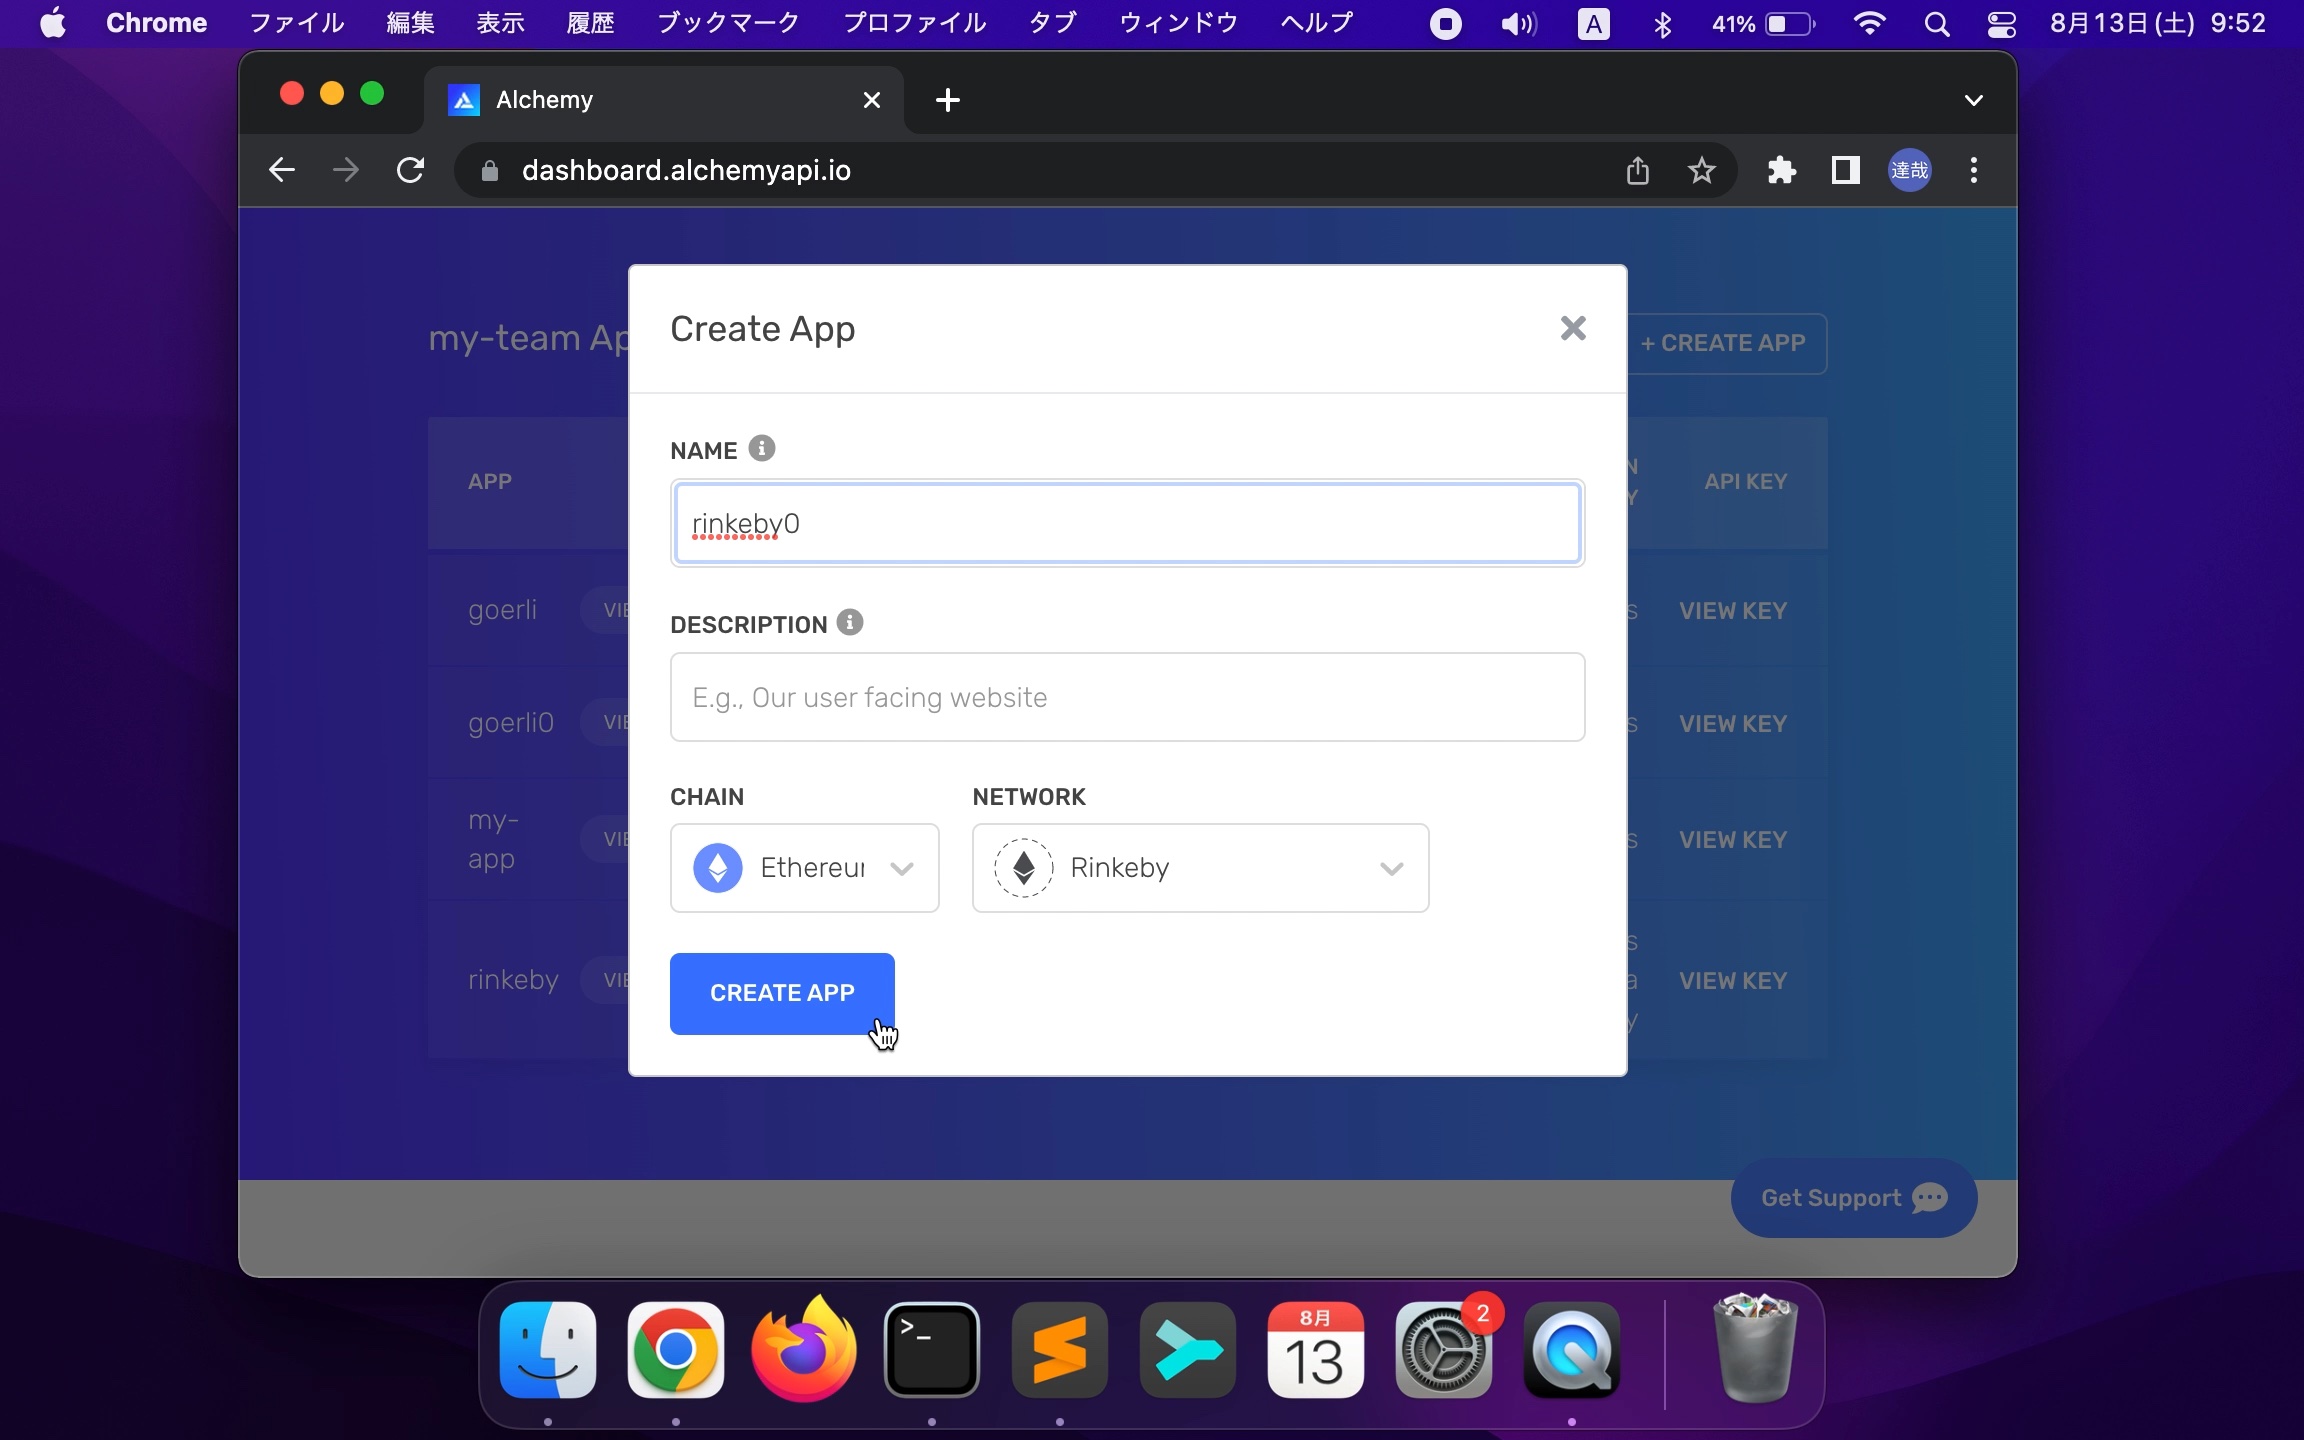 Chrome ファイル 編集 表示 履歴 ブックマーク プロファイル タブ ウィンドウ ヘルプ A 41% 8月13日(土) 9:52
Alchemy
dashboard.alchemyapi.io 達哉
Create App
my-team Ap
+ CREATE APP
NAME
APP
N
Y
API KEY
rinkeby0
goerli VIE
s VIEW KEY
DESCRIPTION
E.g., Our user facing website
goerli0 VIE
s VIEW KEY
CHAIN NETWORK
my-
app
VIE
s VIEW KEY
Ethereu
Rinkeby
rinkeby VIE
s
a
y
VIEW KEY
CREATE APP
Get Support
>_
8月
13
2